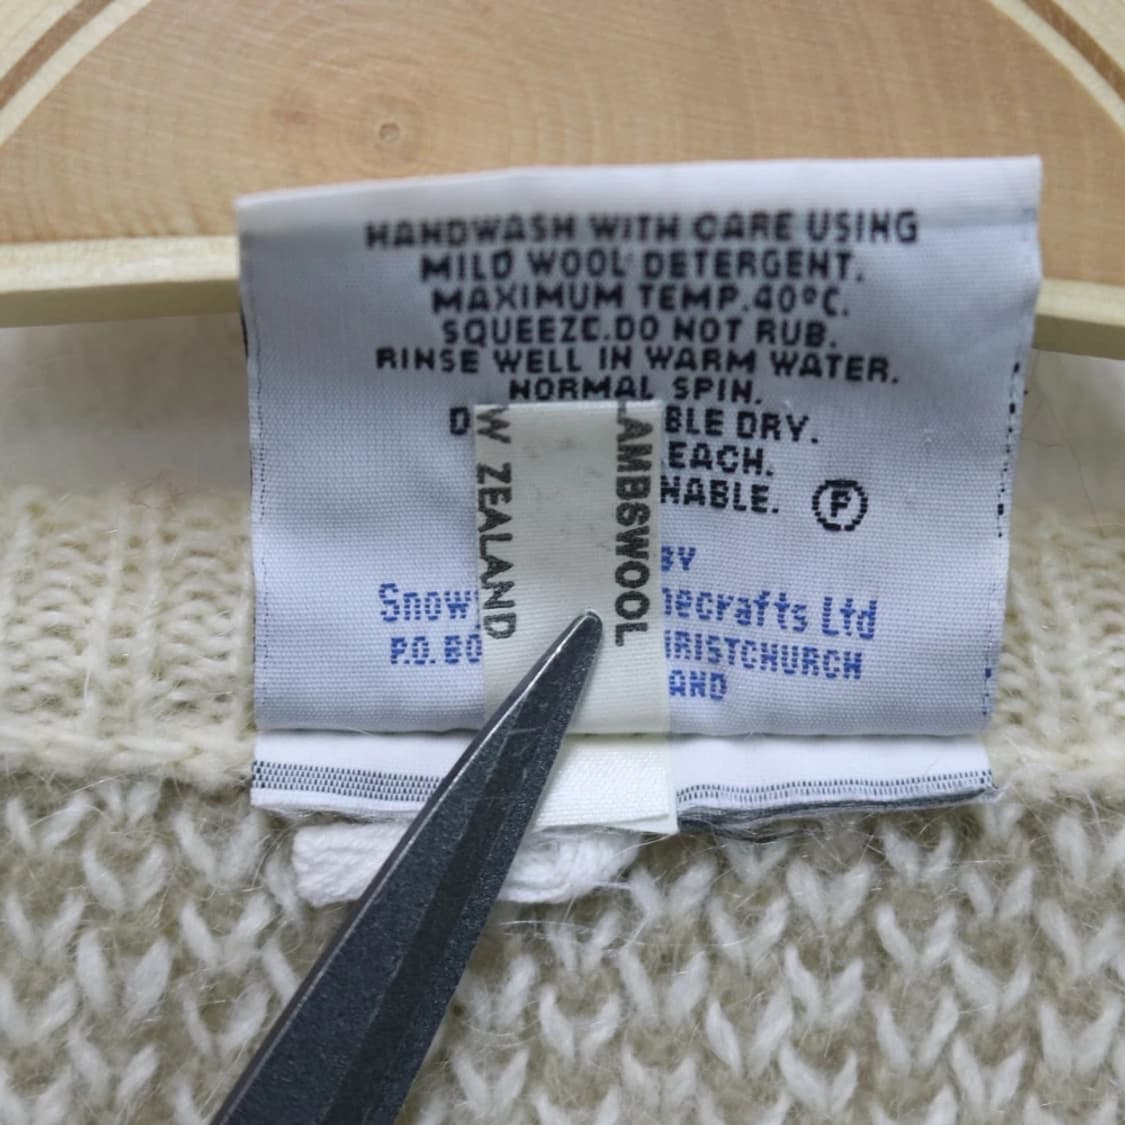 HANDWASH WITH CARE USING
MILD WOOL DETERGENT.
MAXIMUM TEMP.40°C.
SQUEEZE.DO NOT RUB.
RINSE WELL IN WARM WATER.
NORMAL SPIN.
D BLE DRY.
EACH.
NABLE. P
BY
Snow ecrafts Ltd
P.O. BO RISTCHURCH
AND
W ZEALAND
LAMBSWOOL